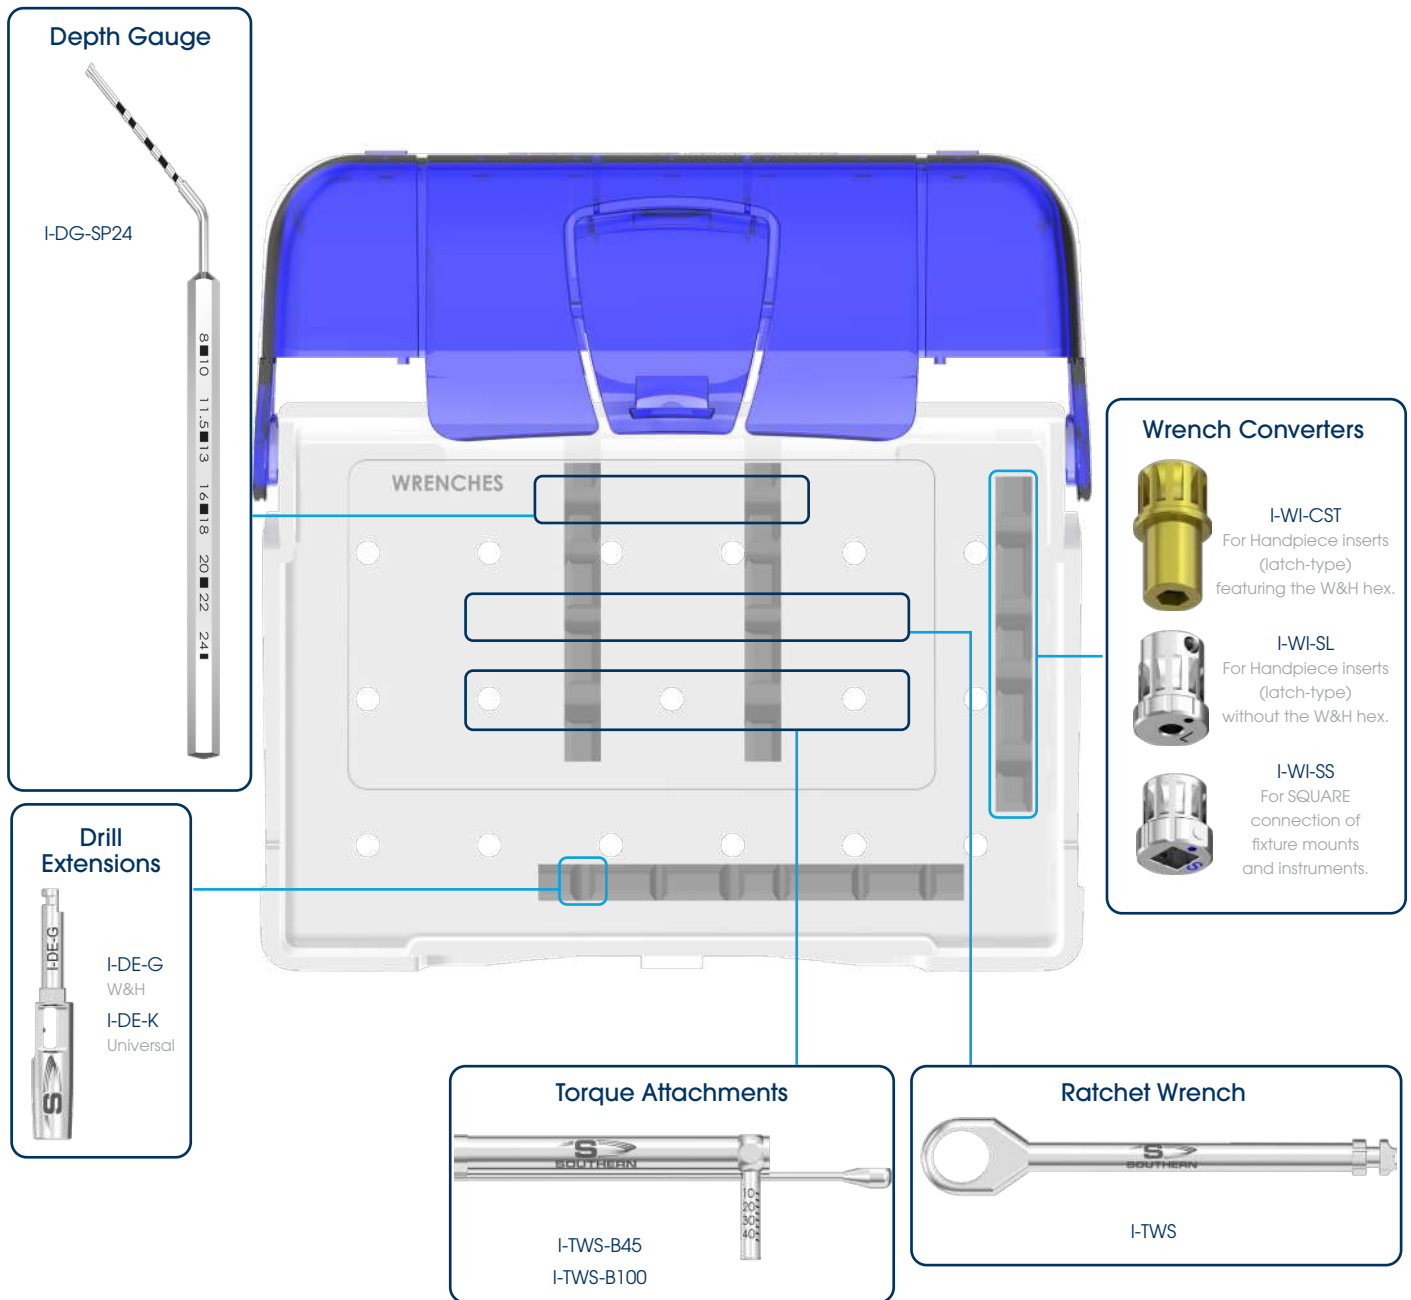 Depth Gauge
I-DG-SP24
8 10 11.5 13 16 18 20 22 24
WRENCHES
Wrench Converters
I-WI-CST
For Handpiece inserts
(latch-type)
featuring the W&H hex.
I-WI-SL
For Handpiece inserts
(latch-type)
without the W&H hex.
L
I-WI-SS
For SQUARE
connection of
fixture mounts
and instruments.
S
Drill
Extensions
I-DE-G
S
I-DE-G
W&H
I-DE-K
Universal
Torque Attachments
S
SOUTHERN
10
20
30
40
I-TWS-B45
I-TWS-B100
Ratchet Wrench
S
SOUTHERN
I-TWS